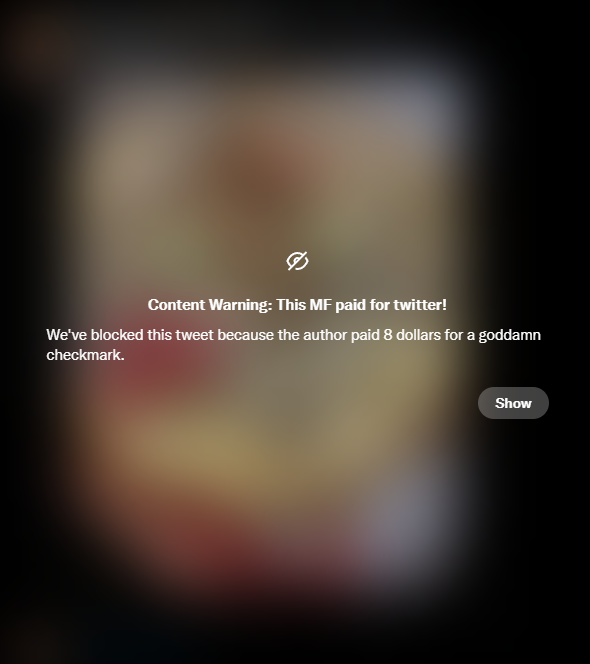 Content Warning: This MF paid for twitter!
We've blocked this tweet because the author paid 8 dollars for a goddamn
checkmark.
Show